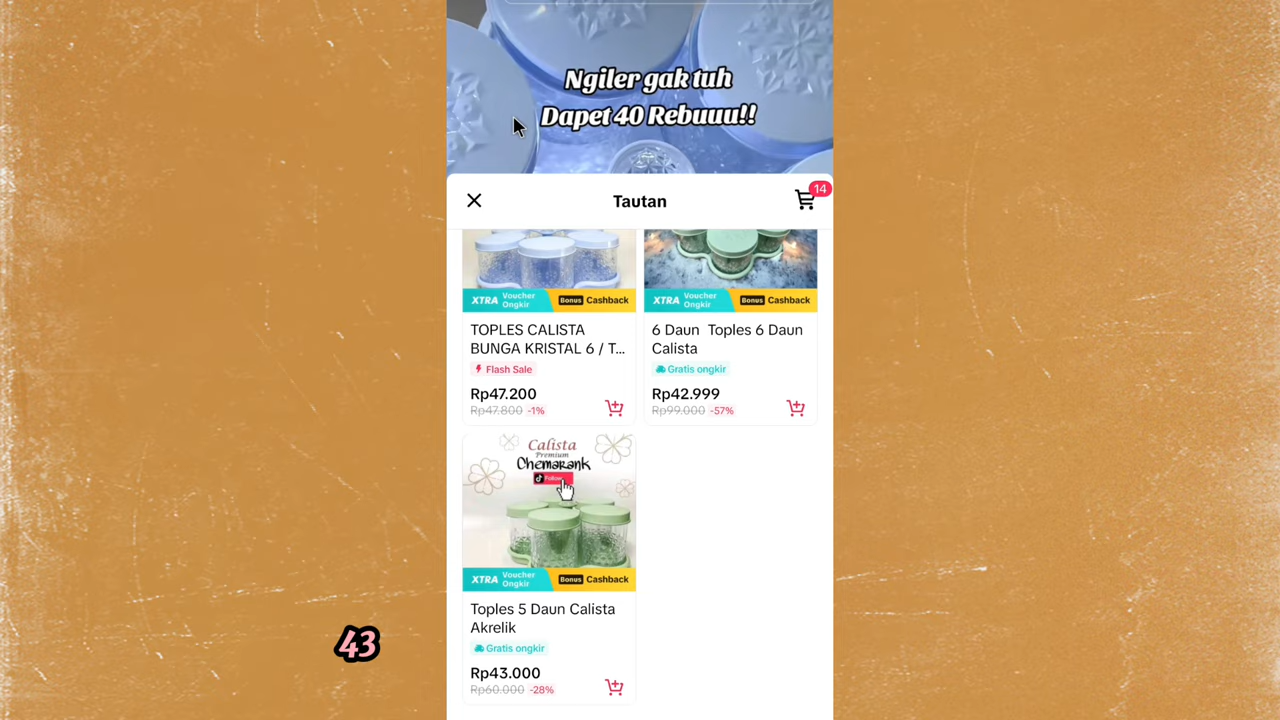 Ngiler gak tuh
Dapet 40 Rebuuu!!
Tautan
14
XTRA Voucher Ongkir Bonus Cashback
XTRA Voucher Ongkir Bonus Cashback
TOPLES CALISTA
BUNGA KRISTAL 6 / T...
Flash Sale
Rp47.200
Rp47.800 -1%
6 Daun Toples 6 Daun
Calista
Gratis ongkir
Rp42.999
Rp99.000 -57%
Calista
Premium
Chemarank
Follow
XTRA Voucher Ongkir Bonus Cashback
Toples 5 Daun Calista
Akrelik
Gratis ongkir
Rp43.000
Rp60.000 -28%
43